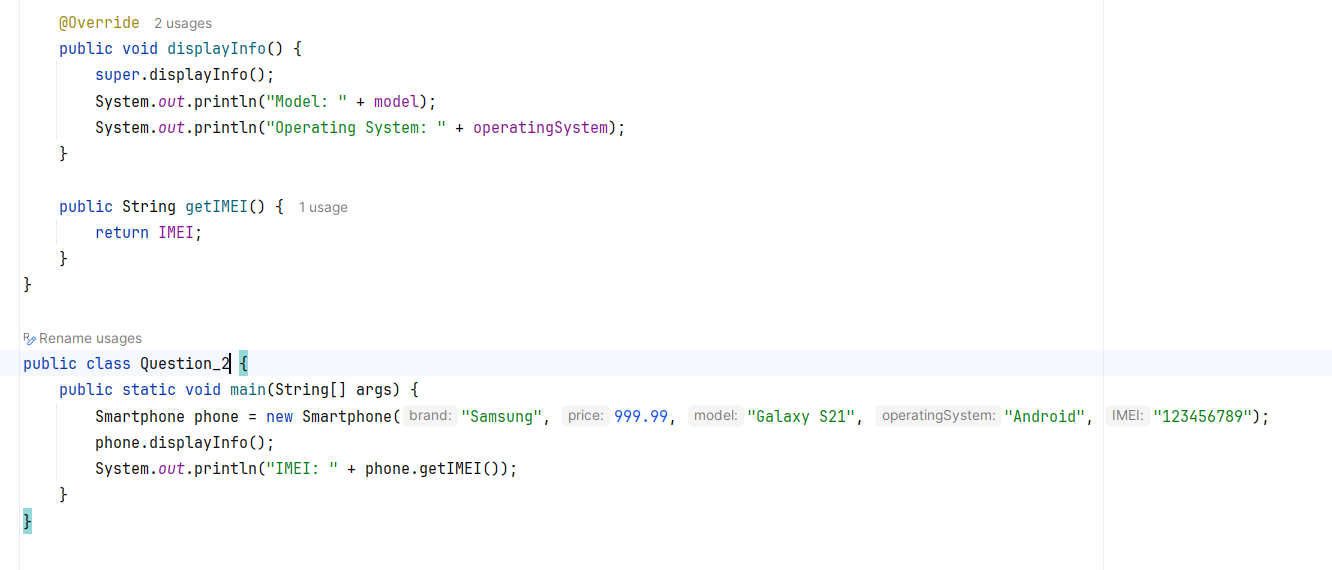 @Override 2 usages
public void displayInfo() {
super.displayInfo();
System.out.println("Model: " + model);
System.out.println("Operating System: " + operatingSystem);
}
public String getIMEI() { 1 usage
return IMEI;
}
}
Rename usages
public class Question_2 {
public static void main(String[] args) {
Smartphone phone = new Smartphone( brand: "Samsung", price: 999.99, model: "Galaxy S21", operatingSystem: "Android", IMEI: "123456789");
phone.displayInfo();
System.out.println("IMEI: " + phone.getIMEI());
}
}